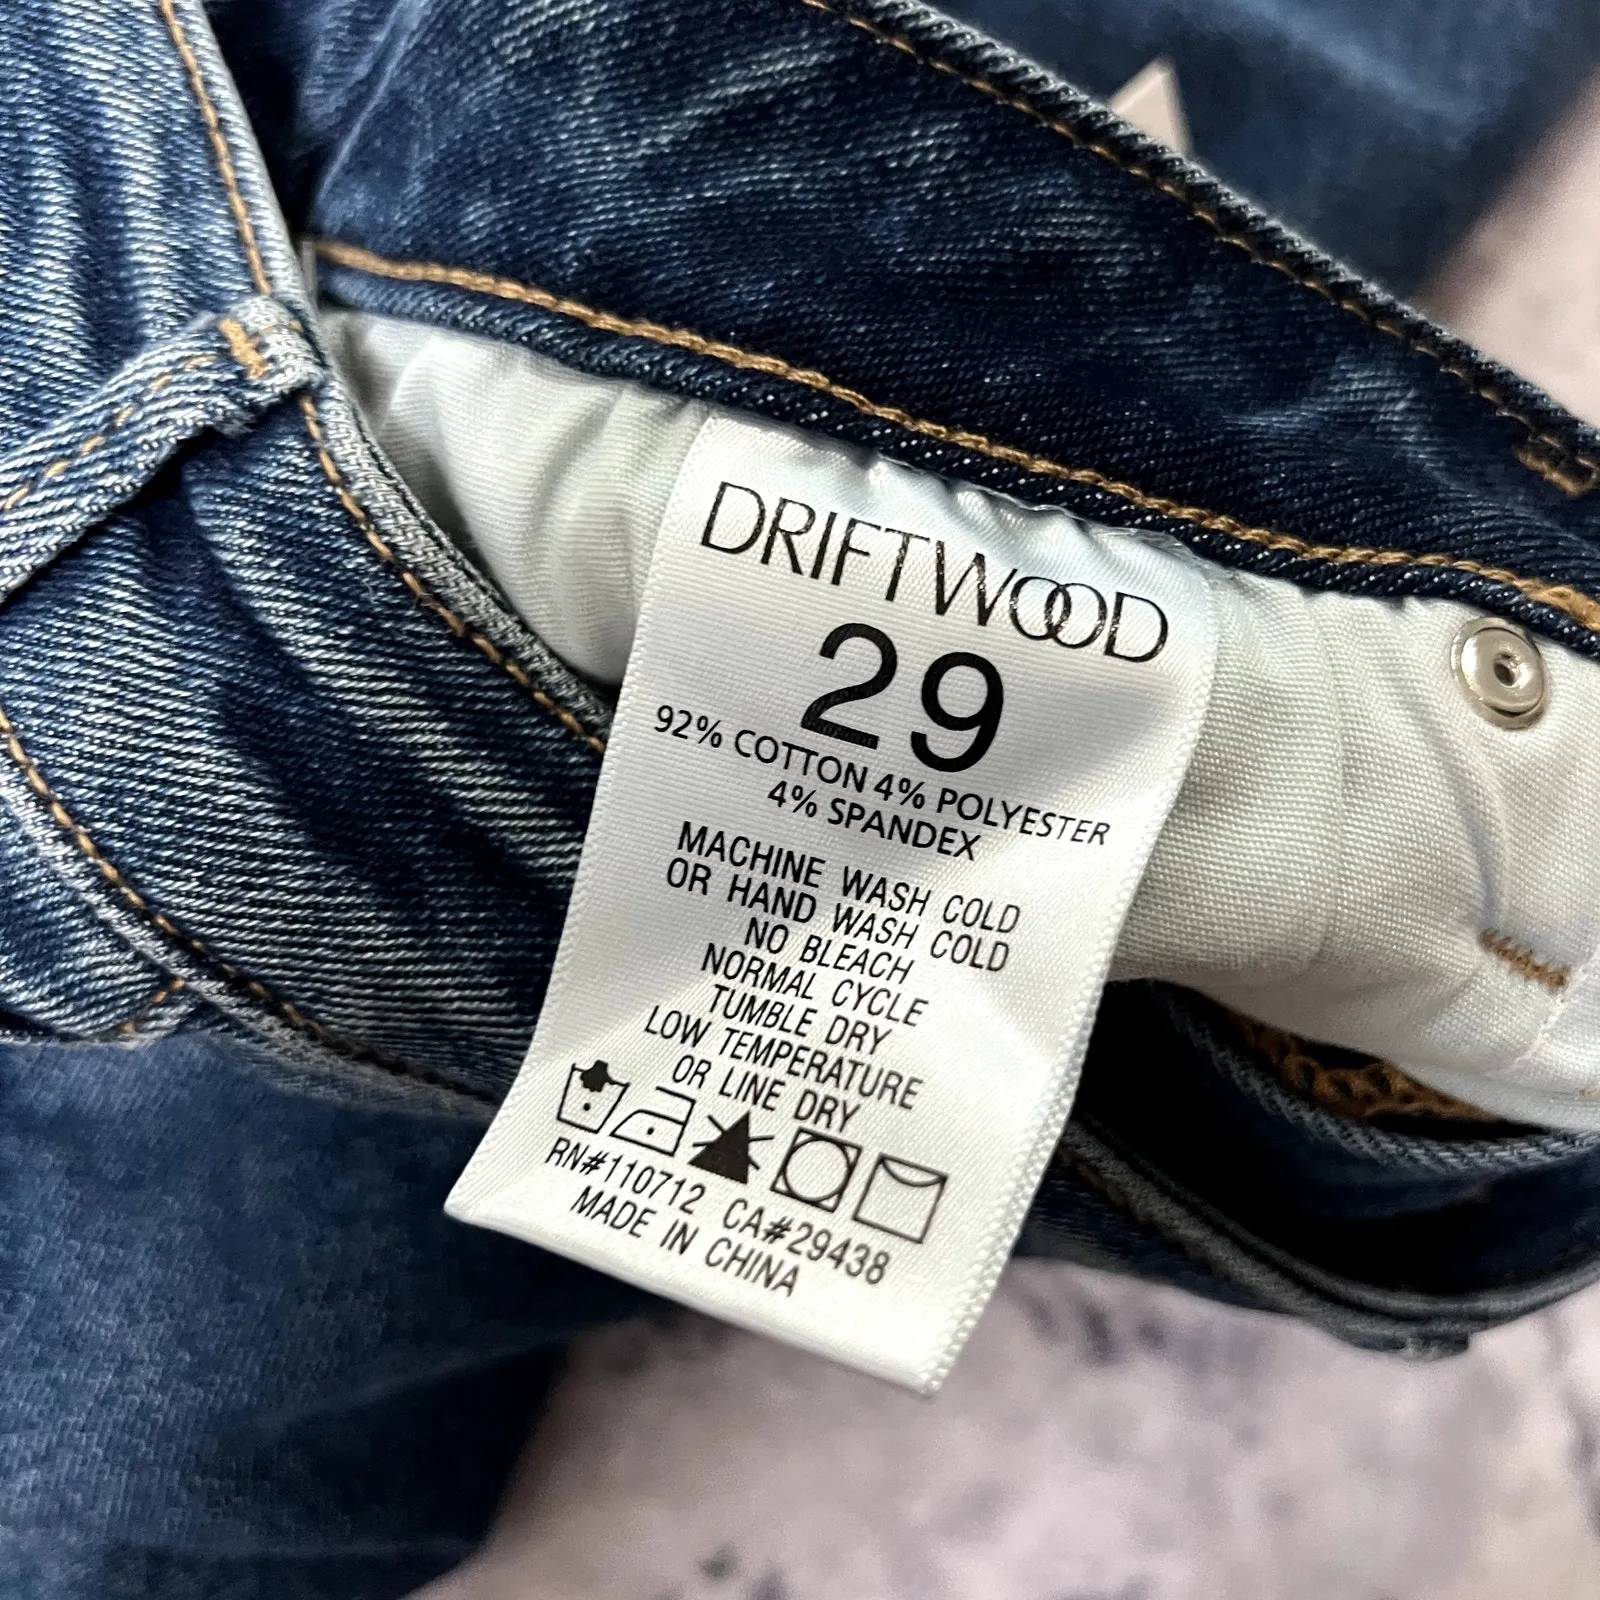 DRIFTWOOD
29
92% COTTON 4% POLYESTER
4% SPANDEX
MACHINE WASH COLD
OR HAND WASH COLD
NO BLEACH
NORMAL CYCLE
TUMBLE DRY
LOW TEMPERATURE
OR LINE DRY
RN#110712 CA#29438
MADE IN CHINA